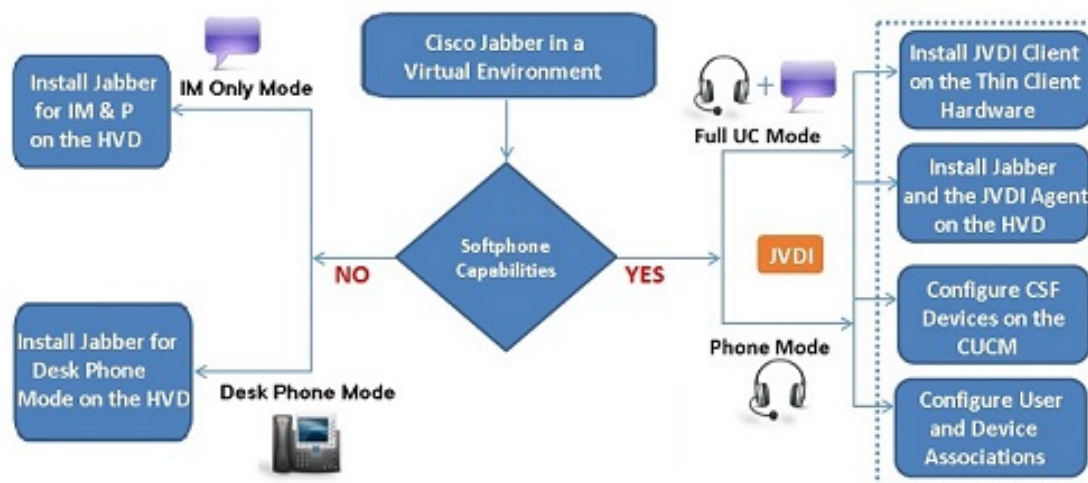 Cisco Jabber in a
Virtual Environment
Install Jabber
for IM & P
on the HVD
IM Only Mode
Softphone
Capabilities
NO
YES
Install Jabber for
Desk Phone
Mode on the HVD
Desk Phone Mode
+
Full UC Mode
JVDI
Phone Mode
Install JVDI Client
on the Thin Client
Hardware
Install Jabber
and the JVDI Agent
on the HVD
Configure CSF
Devices on the
CUCM
Configure User
and Device
Associations